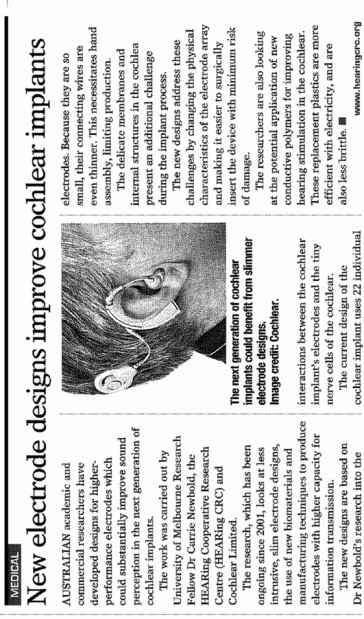 MEDICAL
New electrode designs improve cochlear implants
AUSTRALIAN academic and
commercial researchers have
developed designs for higher-
performance electrodes which
could substantially improve sound
perception in the next generation of
cochlear implants.
The work was carried out by
University of Melbourne Research
Fellow Dr Carrie Newbold, the
HEARing Cooperative Research
Centre (HEARing CRC) and
Cochlear Limited.
The research, which has been
ongoing since 2001, looks at less
intrusive, slim electrode designs,
the use of new biomaterials and
manufacturing techniques to produce
electrodes with higher capacity for
information transmission.
The new designs are based on
Dr Newbold's research into the
The next generation of cochlear
implants could benefit from slimmer
electrode designs.
Image credit: Cochlear.
interactions between the cochlear
implant's electrodes and the tiny
nerve cells of the cochlear.
The current design of the
cochlear implant uses 22 individual
electrodes. Because they are so
small, their connecting wires are
even thinner. This necessitates hand
assembly, limiting production.
The delicate membranes and
internal structures in the cochlea
present an additional challenge
during the implant process.
The new designs address these
challenges by changing the physical
characteristics of the electrode array
and making it easier to surgically
insert the device with minimum risk
of damage.
The researchers are also looking
at the potential application of new
conductive polymers for improving
hearing stimulation in the cochlear.
These replacement plastics are more
efficient with electricity, and are
also less brittle. ■
www.hearingcrc.org